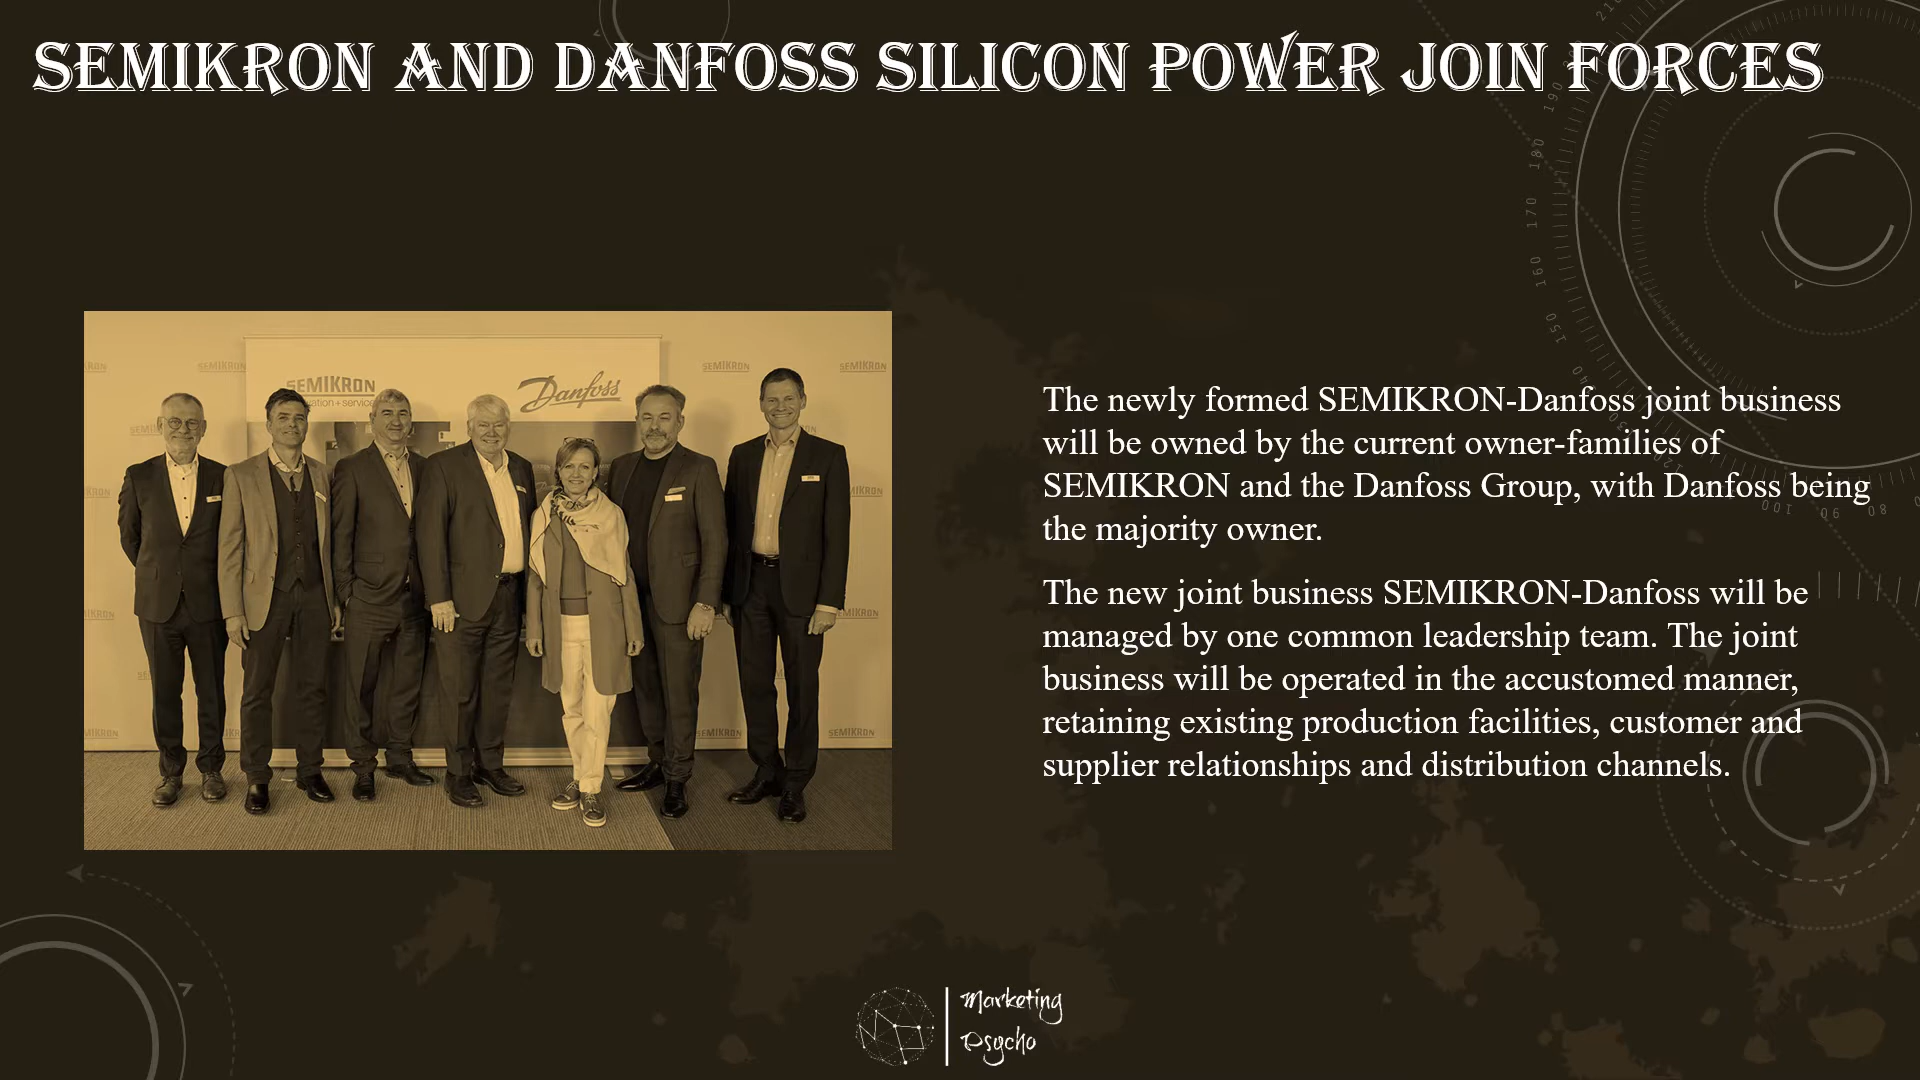 SEMIKRON AND DANFOSS SILICON POWER JOIN FORCES
SEMIKRON
Danfoss
The newly formed SEMIKRON-Danfoss joint business
will be owned by the current owner-families of
SEMIKRON and the Danfoss Group, with Danfoss being
the majority owner.
The new joint business SEMIKRON-Danfoss will be
managed by one common leadership team. The joint
business will be operated in the accustomed manner,
retaining existing production facilities, customer and
supplier relationships and distribution channels.
Marketing
Psycho